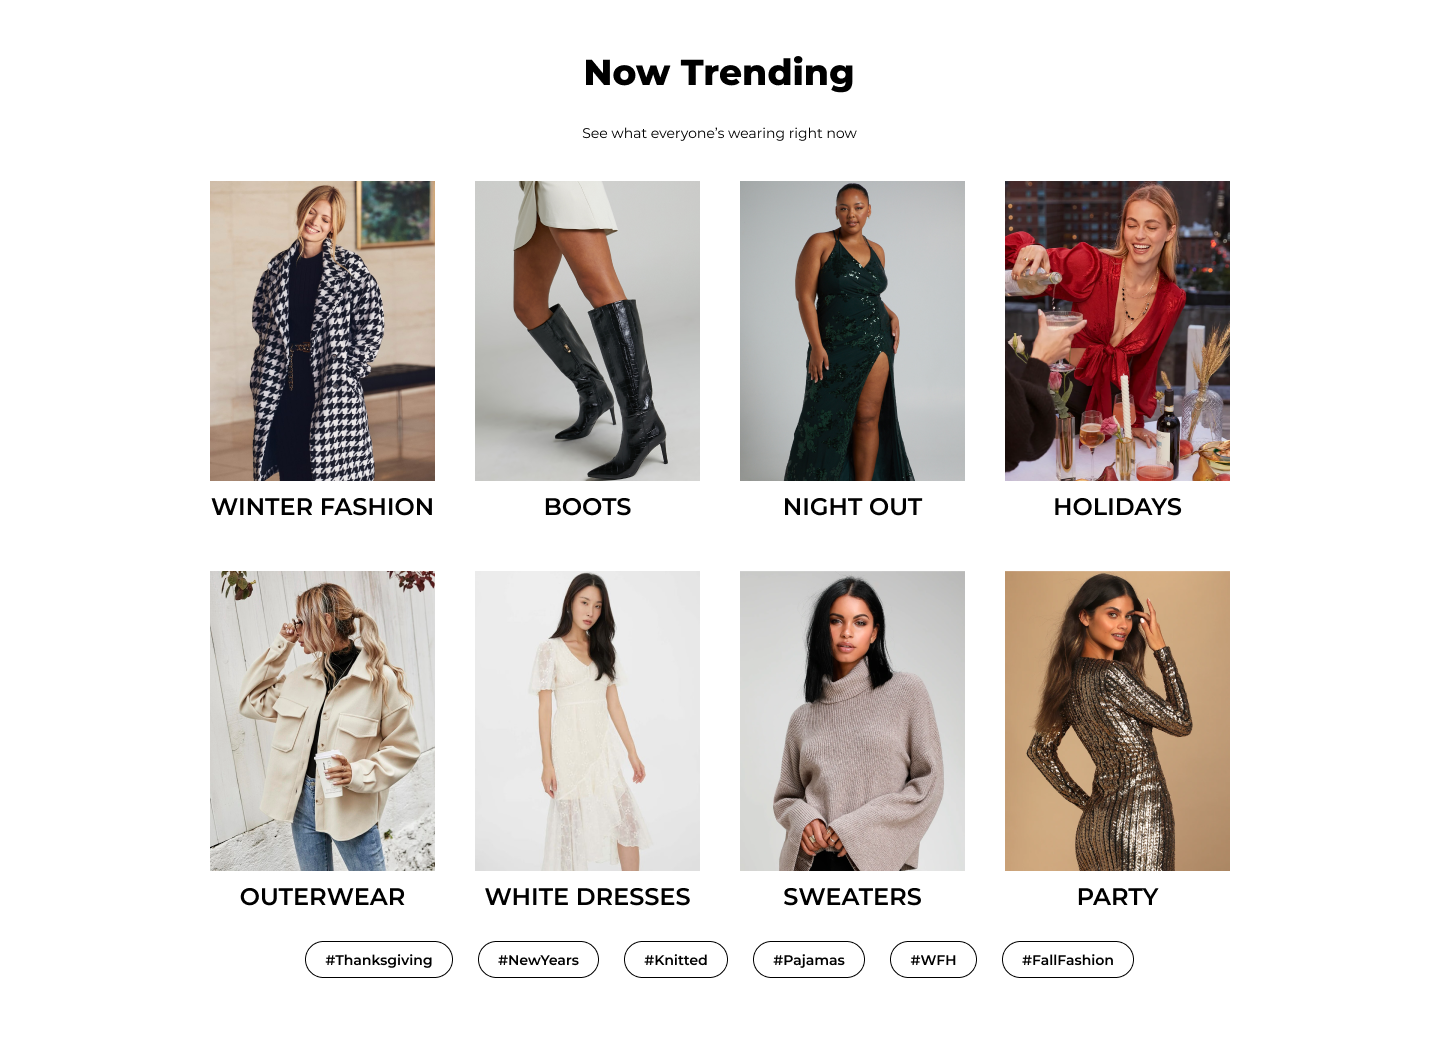 Now Trending
See what everyone's wearing right now
WINTER FASHION
BOOTS
NIGHT OUT
HOLIDAYS
OUTERWEAR
WHITE DRESSES
SWEATERS
PARTY
#Thanksgiving
#NewYears
#Knitted
#Pajamas
#WFH
#FallFashion